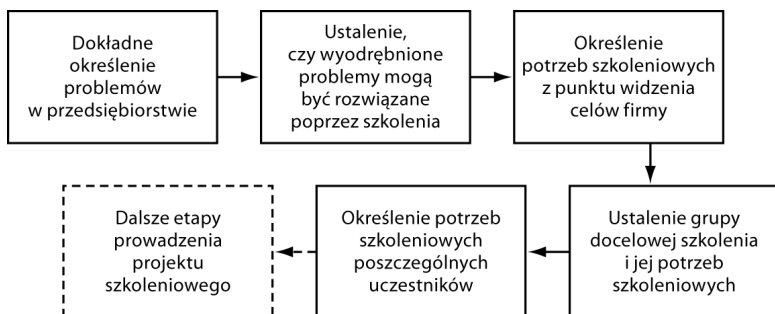 Dokładne
określenie
problemów
w przedsiębiorstwie
Ustalenie,
czy wyodrębnione
problemy mogą
być rozwiązane
poprzez szkolenia
Określenie
potrzeb szkoleniowych
z punktu widzenia
celów firmy
Ustalenie grupy
docelowej szkolenia
i jej potrzeb
szkoleniowych
Określenie potrzeb
szkoleniowych
poszczególnych
uczestników
Dalsze etapy
prowadzenia
projektu
szkoleniowego